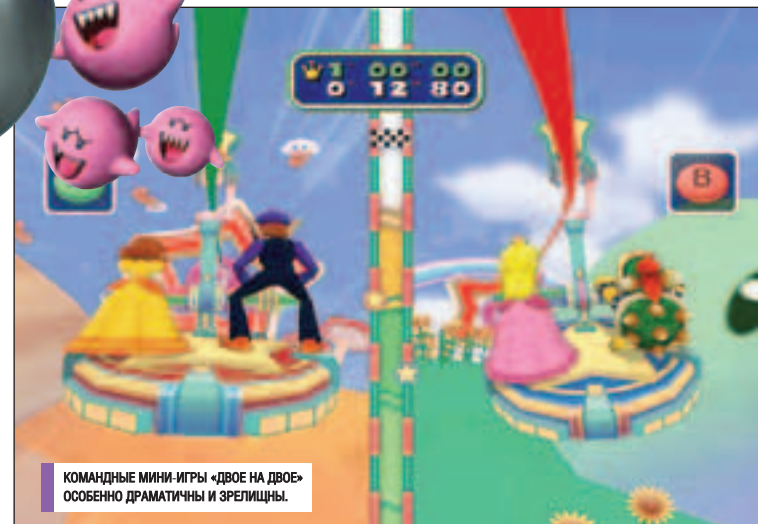 1 00 00
0 12 80
B
КОМАНДНЫЕ МИНИ-ИГРЫ «ДВОЕ НА ДВОЕ»
ОСОБЕННО ДРАМАТИЧНЫ И ЗРЕЛИЩНЫ.